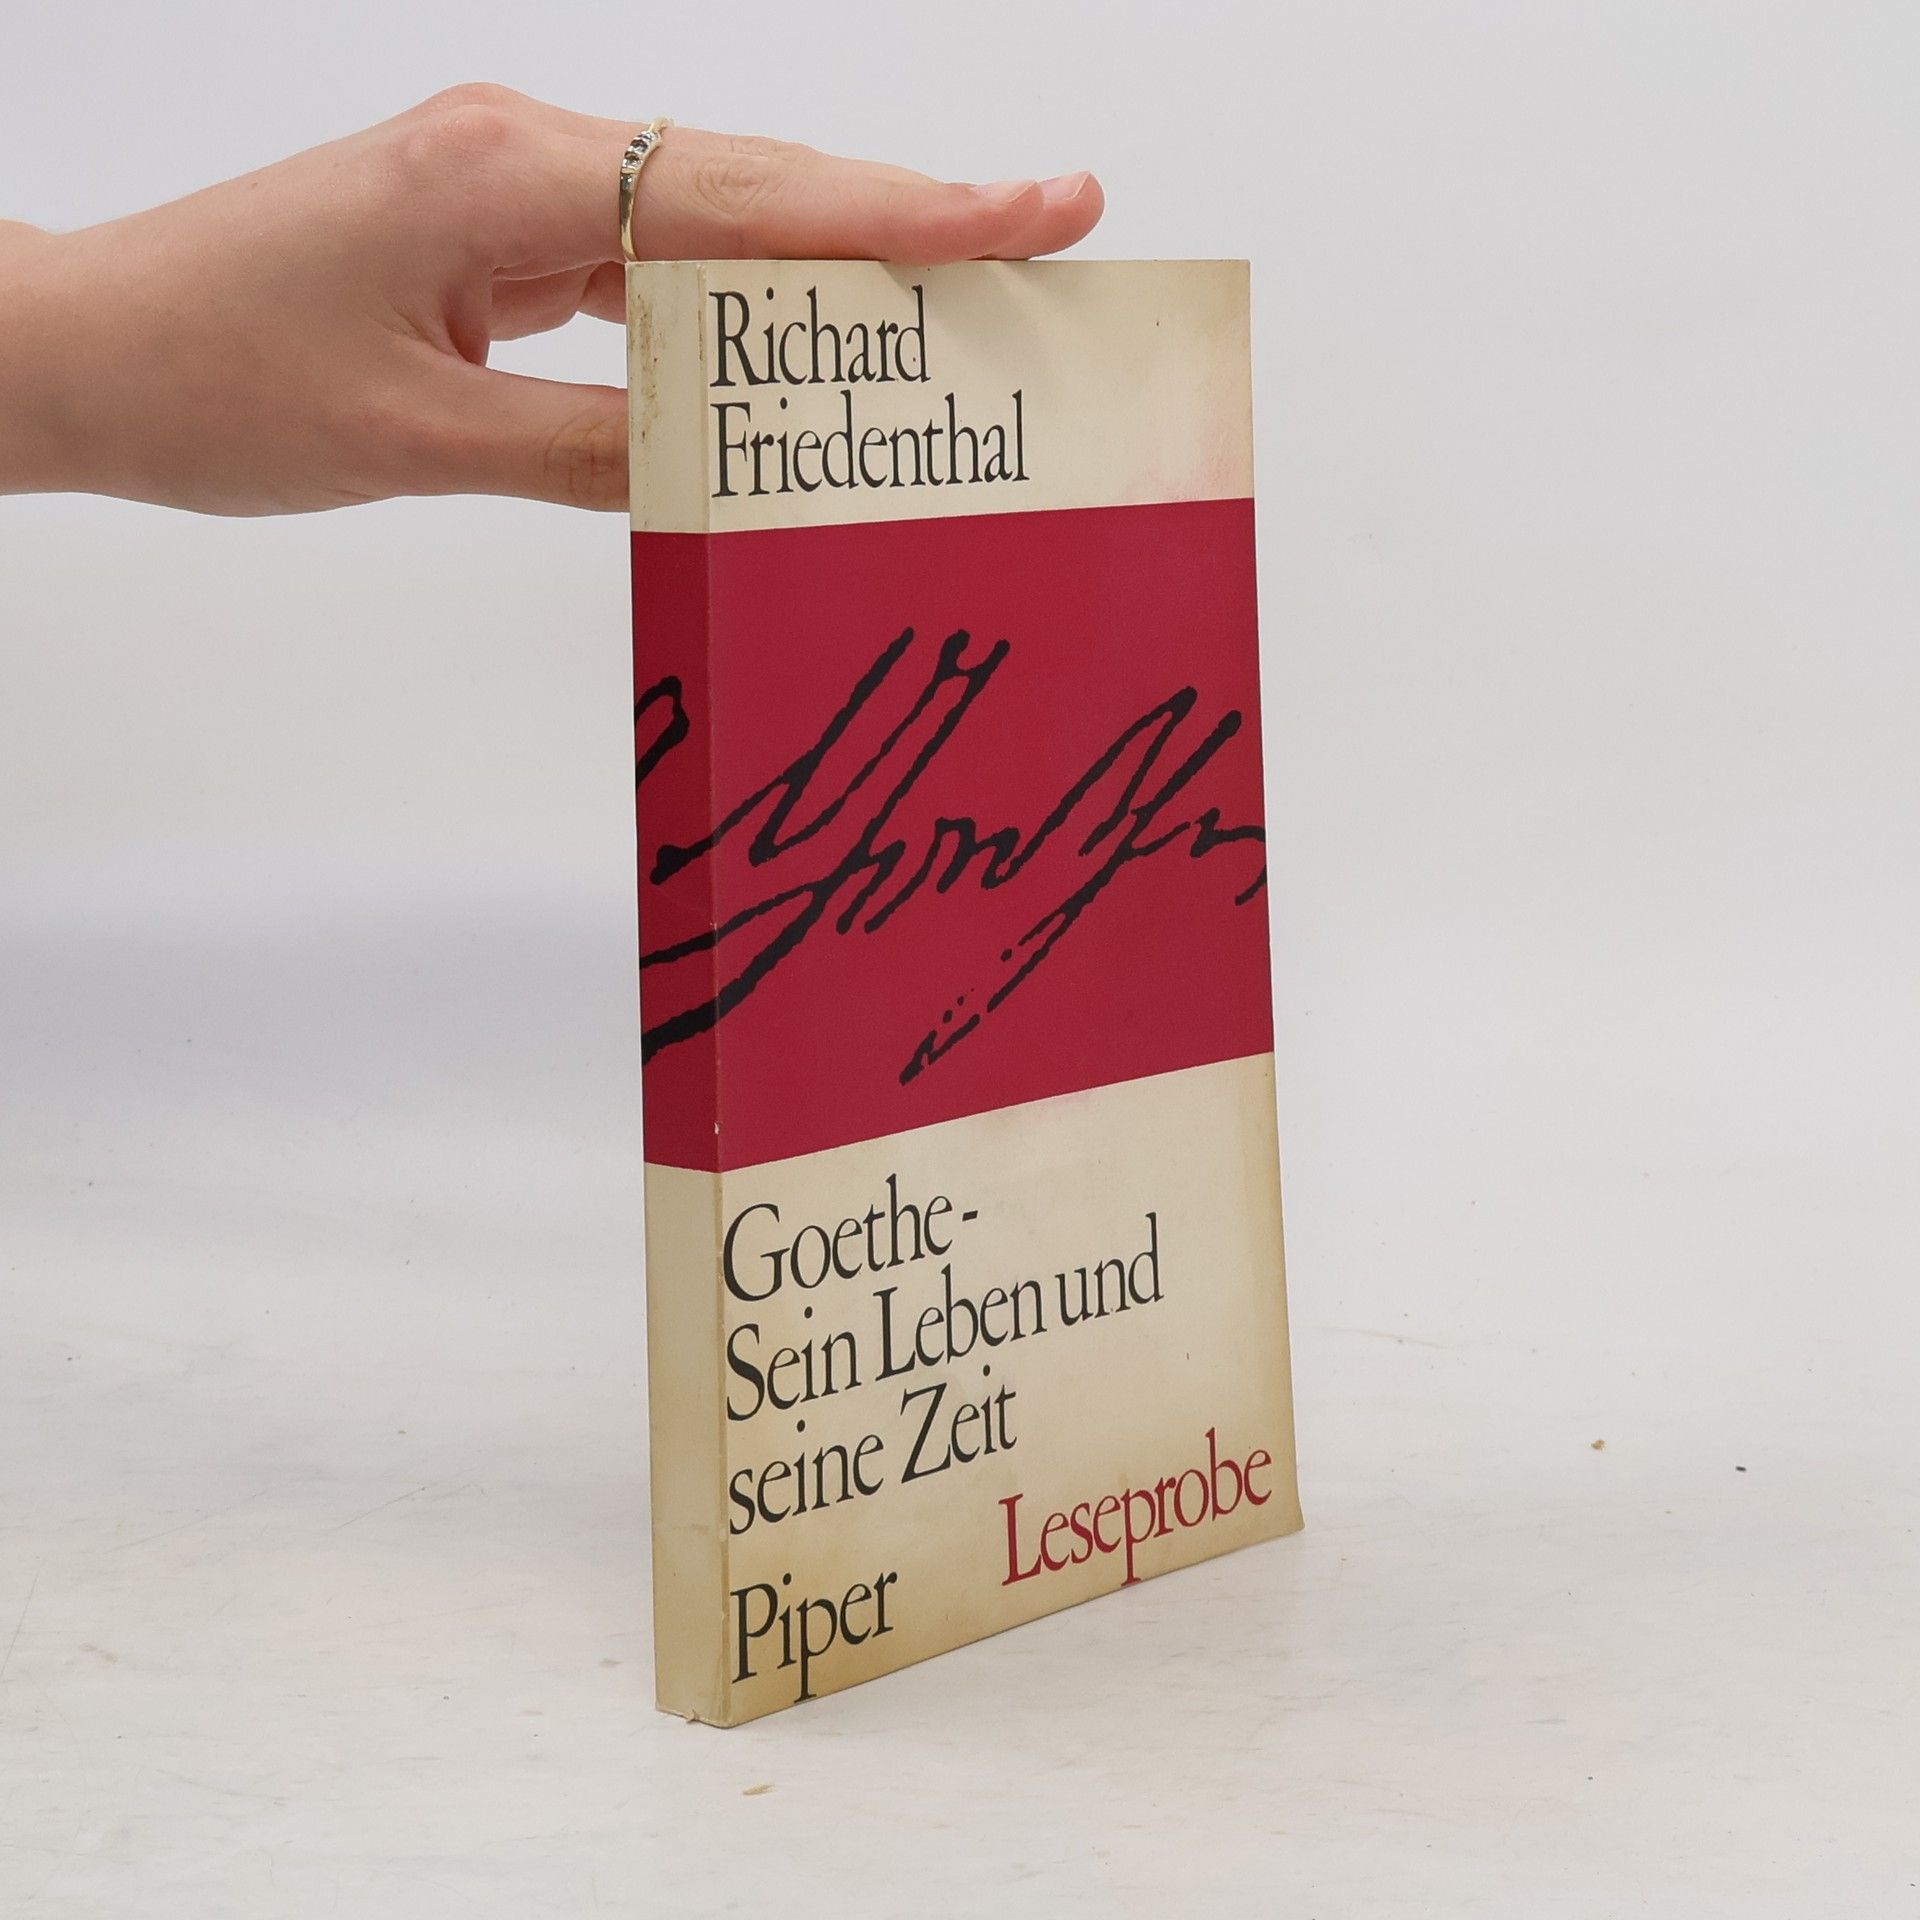 Richard
Friedenthal
Goethe-
Sein Leben und
seine Zeit
Leseprobe
Piper